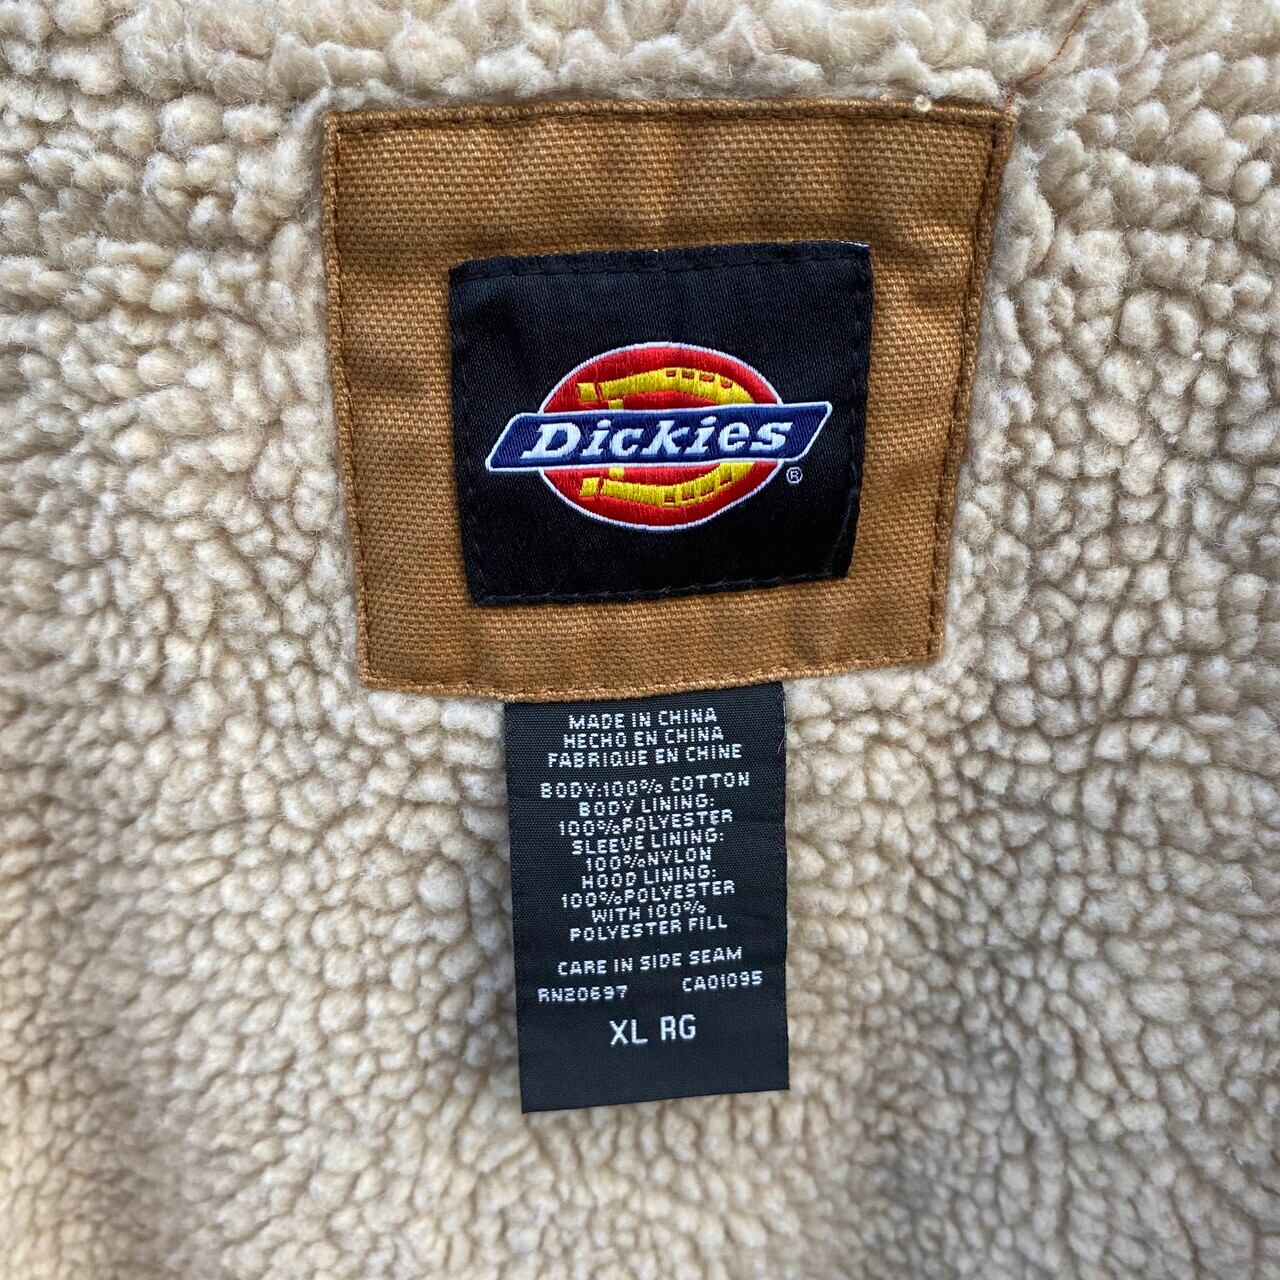 Dickies
®
MADE IN CHINA
HECHO EN CHINA
FABRIQUE EN CHINE
BODY:100% COTTON
BODY LINING:
100%POLYESTER
SLEEVE LINING:
100%NYLON
HOOD LINING:
100%POLYESTER
WITH 100%
POLYESTER FILL
CARE IN SIDE SEAM
RN20697 CA01095
XL RG